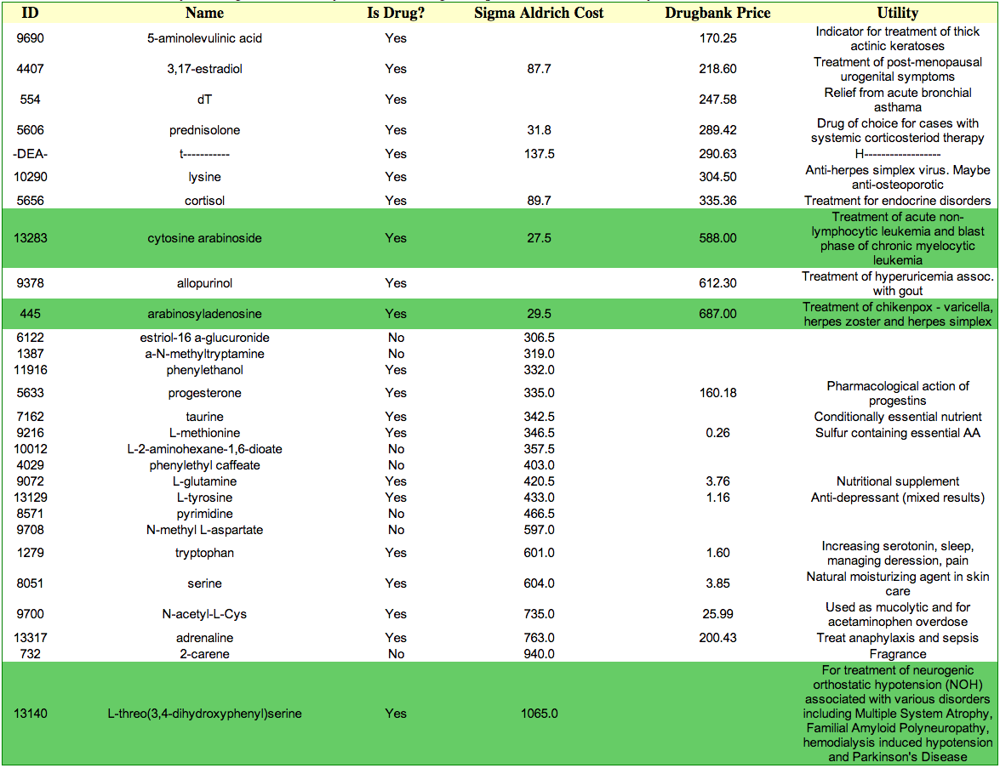 ID Name Is Drug? Sigma Aldrich Cost Drugbank Price Utility
9690 5-aminolevulinic acid Yes 170.25 Indicator for treatment of thick
actinic keratoses
4407 3,17-estradiol Yes 87.7 218.60 Treatment of post-menopausal
urogenital symptoms
554 dT Yes 247.58 Relief from acute bronchial
asthama
5606 prednisolone Yes 31.8 289.42 Drug of choice for cases with
systemic corticosteriod therapy
-DEA- t----------- Yes 137.5 290.63 H------------------
10290 lysine Yes 304.50 Anti-herpes simplex virus. Maybe
anti-osteoporotic
5656 cortisol Yes 89.7 335.36 Treatment for endocrine disorders
13283 cytosine arabinoside Yes 27.5 588.00 Treatment of acute non-
lymphocytic leukemia and blast
phase of chronic myelocytic
leukemia
9378 allopurinol Yes 612.30 Treatment of hyperuricemia assoc.
with gout
445 arabinosyladenosine Yes 29.5 687.00 Treatment of chikenpox - varicella,
herpes zoster and herpes simplex
6122 estriol-16 a-glucuronide No 306.5
1387 a-N-methyltryptamine No 319.0
11916 phenylethanol Yes 332.0
5633 progesterone Yes 335.0 160.18 Pharmacological action of
progestins
7162 taurine Yes 342.5 Conditionally essential nutrient
9216 L-methionine Yes 346.5 0.26 Sulfur containing essential AA
10012 L-2-aminohexane-1,6-dioate No 357.5
4029 phenylethyl caffeate No 403.0
9072 L-glutamine Yes 420.5 3.76 Nutritional supplement
13129 L-tyrosine Yes 433.0 1.16 Anti-depressant (mixed results)
8571 pyrimidine No 466.5
9708 N-methyl L-aspartate No 597.0
1279 tryptophan Yes 601.0 1.60 Increasing serotonin, sleep,
managing deression, pain
8051 serine Yes 604.0 3.85 Natural moisturizing agent in skin
care
9700 N-acetyl-L-Cys Yes 735.0 25.99 Used as mucolytic and for
acetaminophen overdose
13317 adrenaline Yes 763.0 200.43 Treat anaphylaxis and sepsis
732 2-carene No 940.0 Fragrance
13140 L-threo(3,4-dihydroxyphenyl)serine Yes 1065.0 For treatment of neurogenic
orthostatic hypotension (NOH)
associated with various disorders
including Multiple System Atrophy,
Familial Amyloid Polyneuropathy,
hemodialysis induced hypotension
and Parkinson's Disease